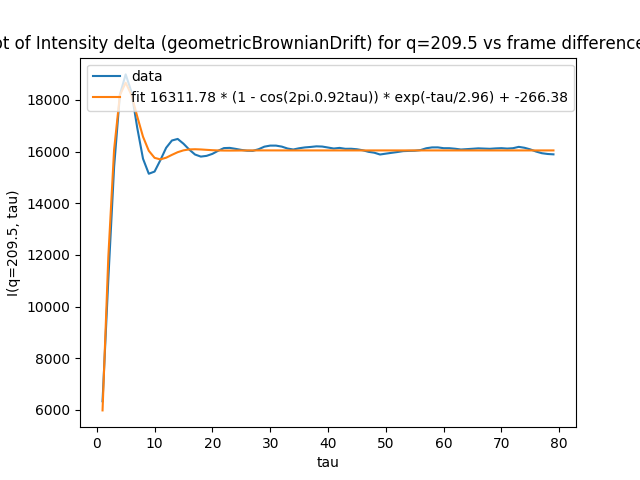 ot of Intensity delta (geometricBrownianDrift) for q=209.5 vs frame difference
data
fit 16311.78 * (1 - cos(2pi.0.92tau)) * exp(-tau/2.96) + -266.38
I(q=209.5, tau)
18000
16000
14000
12000
10000
8000
6000
0 10 20 30 40 50 60 70 80
tau